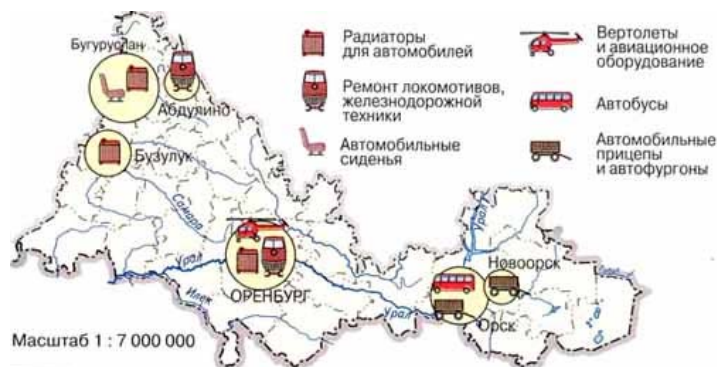 Бугуруслан
Абдулино
Бузулук
Самара
Урал
Илек
ОРЕНБУРГ
Урал
Урал
Новоорск
Орск
Радиаторы
для автомобилей
Ремонт локомотивов,
железнодорожной
техники
Автомобильные
сиденья
Вертолеты
и авиационное
оборудование
Автобусы
Автомобильные
прицепы
и автофургоны
Масштаб 1 : 7 000 000